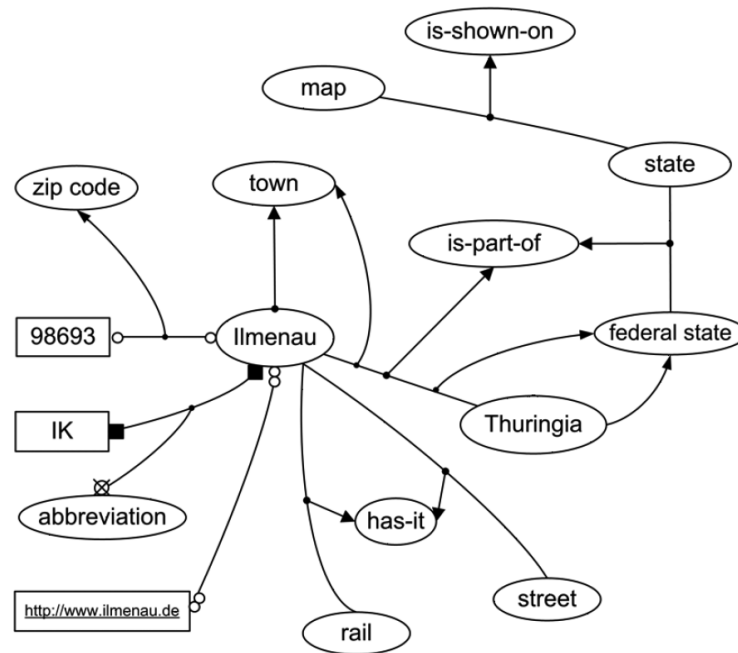 is-shown-on
map
state
zip code
town
is-part-of
98693
Ilmenau
federal state
IK
Thuringia
abbreviation
has-it
http://www.ilmenau.de
street
rail